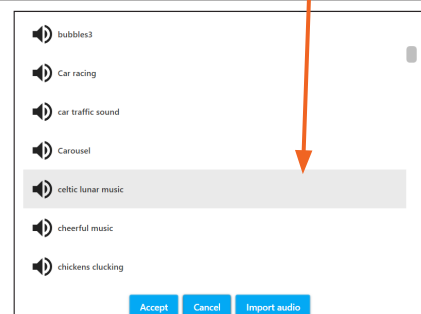 bubbles3
Car racing
car traffic sound
Carousel
celtic lunar music
cheerful music
chickens clucking
Accept Cancel Import audio